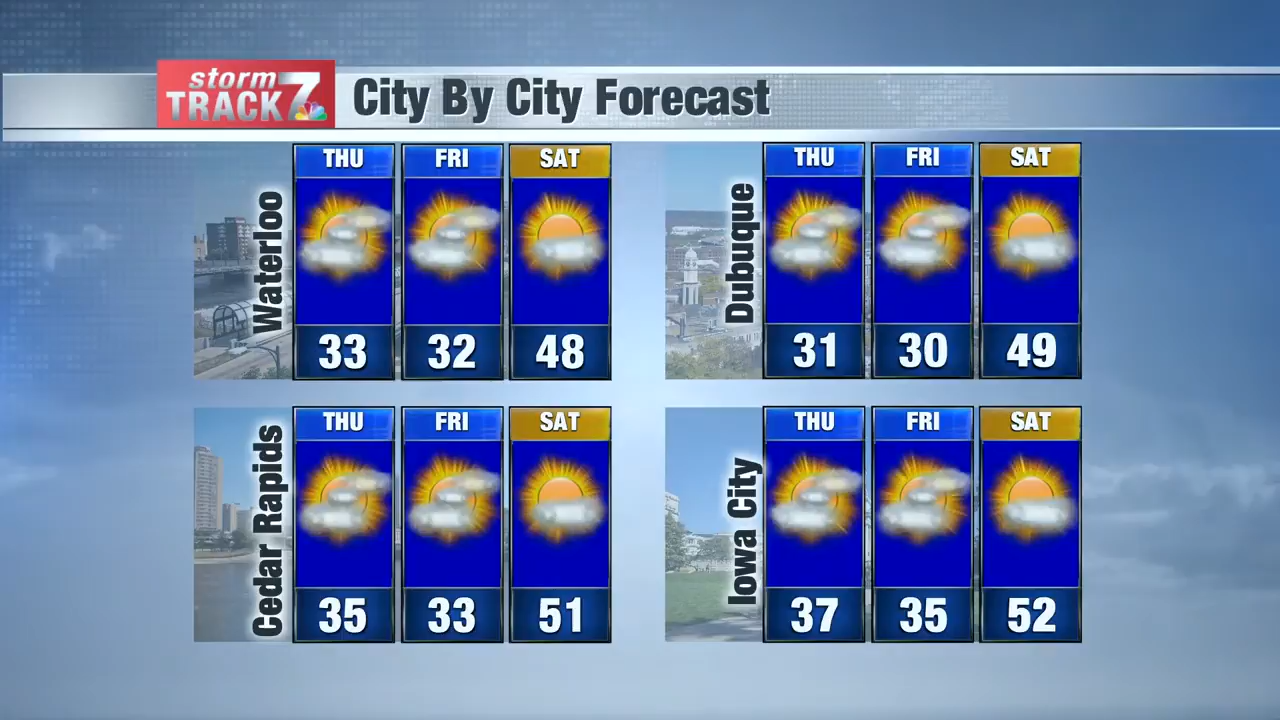 storm
TRACK 7
City By City Forecast
Waterloo
THU FRI SAT
33 32 48
Dubuque
THU FRI SAT
31 30 49
Cedar Rapids
THU FRI SAT
35 33 51
Iowa City
THU FRI SAT
37 35 52